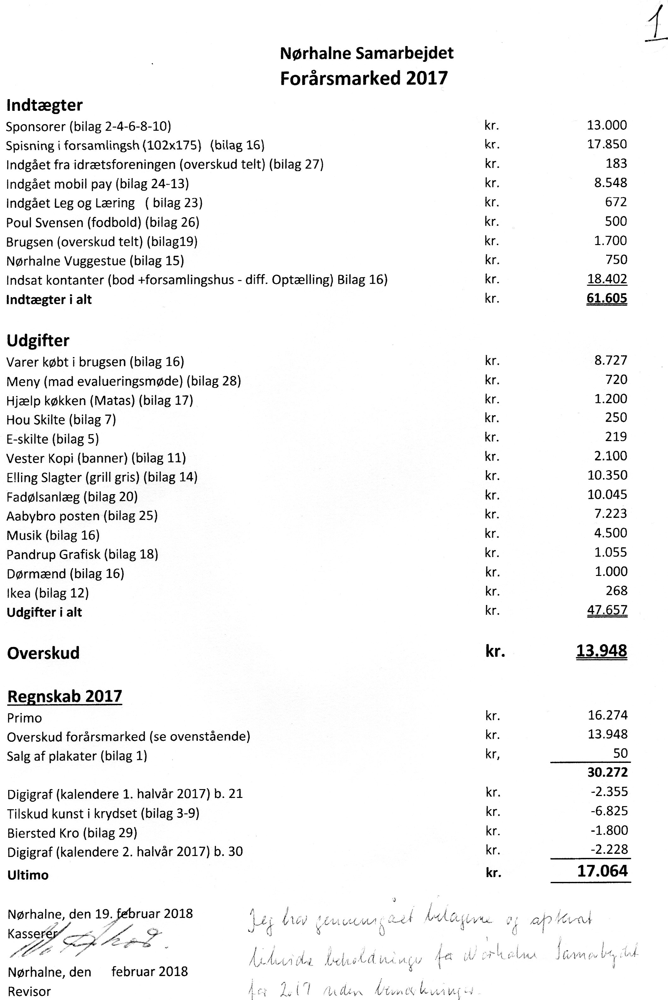 1
Nørhalne Samarbejdet
Forårsmarked 2017
Indtægter
Sponsorer (bilag 2-4-6-8-10) kr. 13.000
Spisning i forsamlingsh (102x175) (bilag 16) kr. 17.850
Indgået fra idrætsforeningen (overskud telt) (bilag 27) kr. 183
Indgået mobil pay (bilag 24-13) kr. 8.548
Indgået Leg og Læring ( bilag 23) kr. 672
Poul Svensen (fodbold) (bilag 26) kr. 500
Brugsen (overskud telt) (bilag19) kr. 1.700
Nørhalne Vuggestue (bilag 15) kr. 750
Indsat kontanter (bod +forsamlingshus - diff. Optælling) Bilag 16) kr. 18.402
Indtægter i alt kr. 61.605
Udgifter
Varer købt i brugsen (bilag 16) kr. 8.727
Meny (mad evalueringsmøde) (bilag 28) kr. 720
Hjælp køkken (Matas) (bilag 17) kr. 1.200
Hou Skilte (bilag 7) kr. 250
E-skilte (bilag 5) kr. 219
Vester Kopi (banner) (bilag 11) kr. 2.100
Elling Slagter (grill gris) (bilag 14) kr. 10.350
Fadølsanlæg (bilag 20) kr. 10.045
Aabybro posten (bilag 25) kr. 7.223
Musik (bilag 16) kr. 4.500
Pandrup Grafisk (bilag 18) kr. 1.055
Dørmænd (bilag 16) kr. 1.000
Ikea (bilag 12) kr. 268
Udgifter i alt kr. 47.657
Overskud kr. 13.948
Regnskab 2017
Primo kr. 16.274
Overskud forårsmarked (se ovenstående) kr. 13.948
Salg af plakater (bilag 1) kr, 50
30.272
Digigraf (kalendere 1. halvår 2017) b. 21 kr. -2.355
Tilskud kunst i krydset (bilag 3-9) kr. -6.825
Biersted Kro (bilag 29) kr. -1.800
Digigraf (kalendere 2. halvår 2017) b. 30 kr. -2.228
Ultimo kr. 17.064
Nørhalne, den 19. februar 2018
Kasserer
Nørhalne, den februar 2018
Revisor
Jeg har gennemgået bilagene og afstemt
likvide beholdninger for Nørhalne Samarbejdet
for 2017 uden bemærkninger.